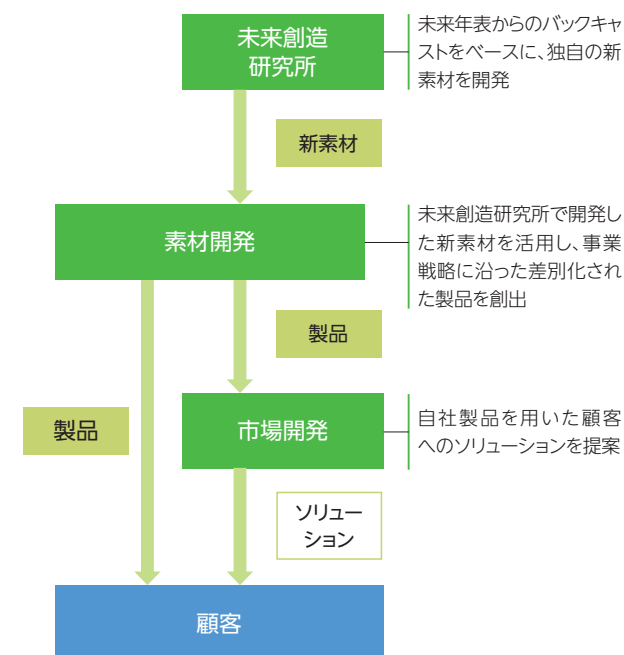 未来創造
研究所
未来年表からのバックキャ
ストをベースに、独自の新
素材を開発
新素材
素材開発
未来創造研究所で開発し
た新素材を活用し、事業
戦略に沿った差別化され
た製品を創出
製品
製品
市場開発
自社製品を用いた顧客
へのソリューションを提案
ソリュー
ション
顧客